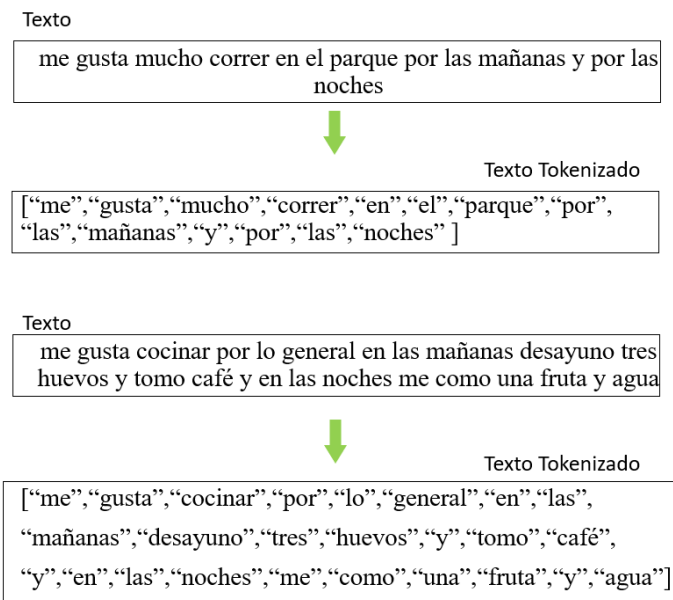 Texto
me gusta mucho correr en el parque por las mañanas y por las
noches
Texto Tokenizado
[“me”,“gusta”,“mucho”,“correr”,“en”,“el”,“parque”,“por”,
“las”,“mañanas”,“y”,“por”,“las”,“noches” ]
Texto
me gusta cocinar por lo general en las mañanas desayuno tres
huevos y tomo café y en las noches me como una fruta y agua
Texto Tokenizado
[“me”,“gusta”,“cocinar”,“por”,“lo”,“general”,“en”,“las”,
“mañanas”,“desayuno”,“tres”,“huevos”,“y”,“tomo”,“café”,
“y”,“en”,“las”,“noches”,“me”,“como”,“una”,“fruta”,“y”,“agua”]